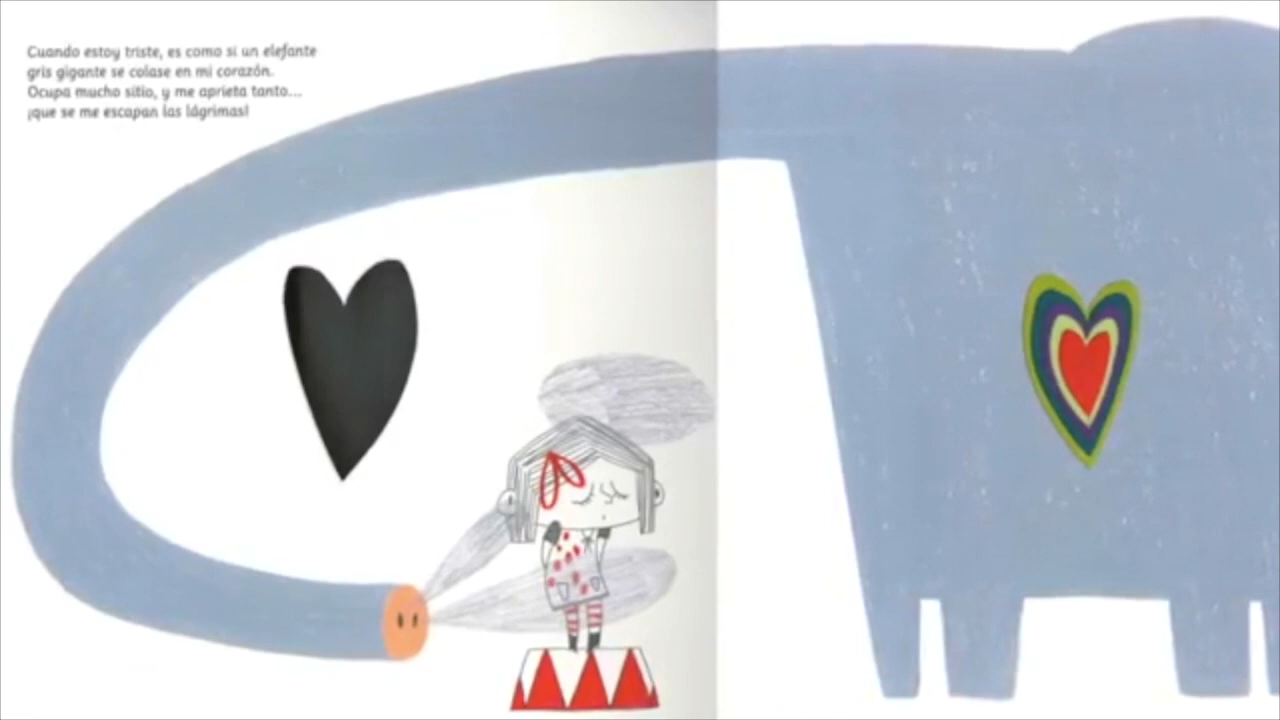 Cuando estoy triste, es como si un elefante
gris gigante se colase en mi corazón.
Ocupa mucho sitio, y me aprieta tanto...
¡que se me escapan las lágrimas!